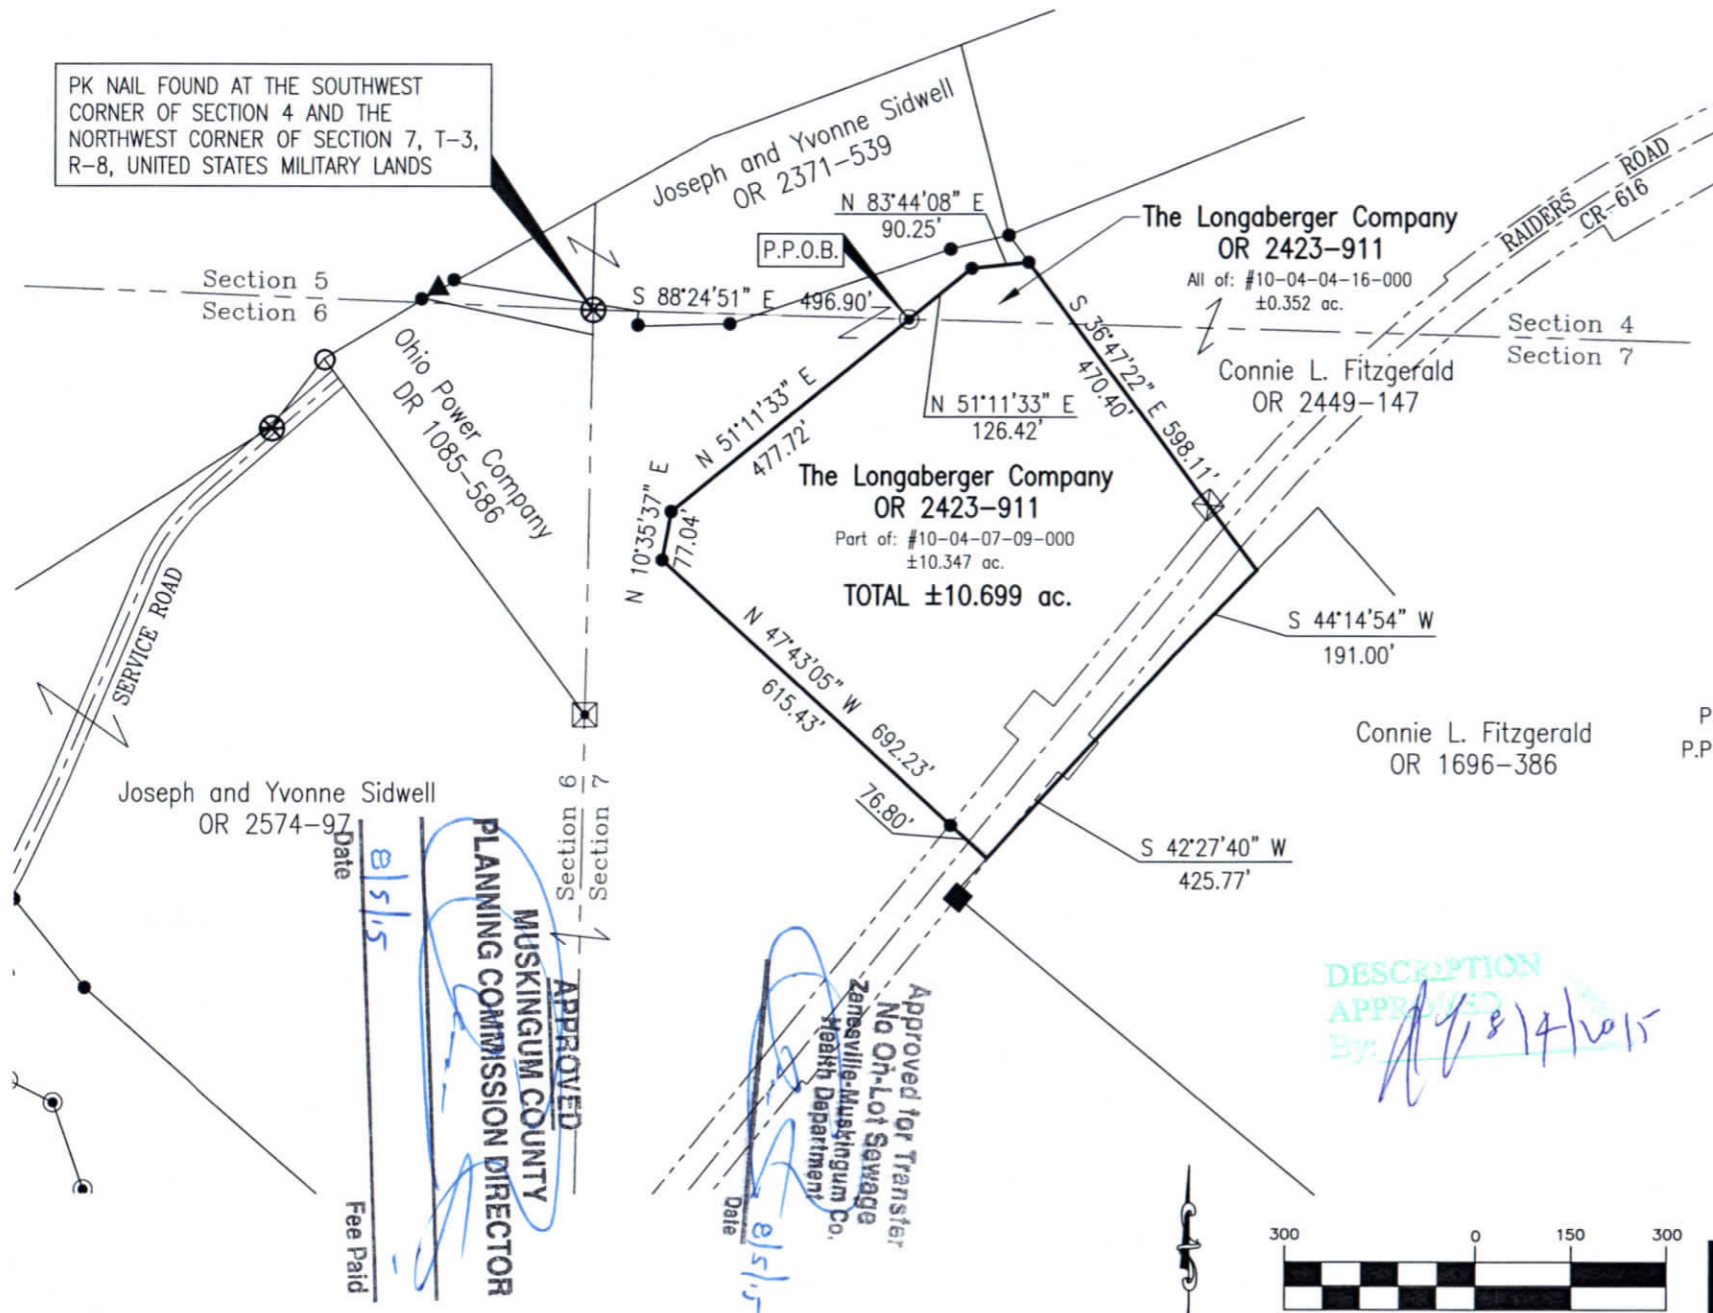 PK NAIL FOUND AT THE SOUTHWEST
CORNER OF SECTION 4 AND THE
NORTHWEST CORNER OF SECTION 7, T-3,
R-8, UNITED STATES MILITARY LANDS
Joseph and Yvonne Sidwell
OR 2371-539
N 83°44'08" E
90.25'
P.P.O.B.
The Longaberger Company
OR 2423-911
All of: #10-04-04-16-000
±0.352 ac.
RAIDERS ROAD
CR-616
Section 5
Section 6
S 88°24'51" E 496.90'
Section 4
Section 7
S 36°47'22" E 598.11'
470.40'
Connie L. Fitzgerald
OR 2449-147
Ohio Power Company
DR 1085-586
N 51°11'33" E
477.72'
N 51°11'33" E
126.42'
The Longaberger Company
OR 2423-911
Part of: #10-04-07-09-000
±10.347 ac.
TOTAL ±10.699 ac.
N 10°35'37" E
77.04'
SERVICE ROAD
N 47°43'05" W 692.23'
615.43'
76.80'
S 44°14'54" W
191.00'
Connie L. Fitzgerald
OR 1696-386
P
P.P
Joseph and Yvonne Sidwell
OR 2574-97
Section 6
Section 7
S 42°27'40" W
425.77'
APPROVED
MUSKINGUM COUNTY
PLANNING COMMISSION DIRECTOR
Date
8/5/15
Fee Paid
Approved for Transfer
No On-Lot Sewage
Zanesville-Muskingum Co.
Health Department
Date
8/5/15
DESCRIPTION
APPROVED
By:
8/4/2015
300 0 150 300